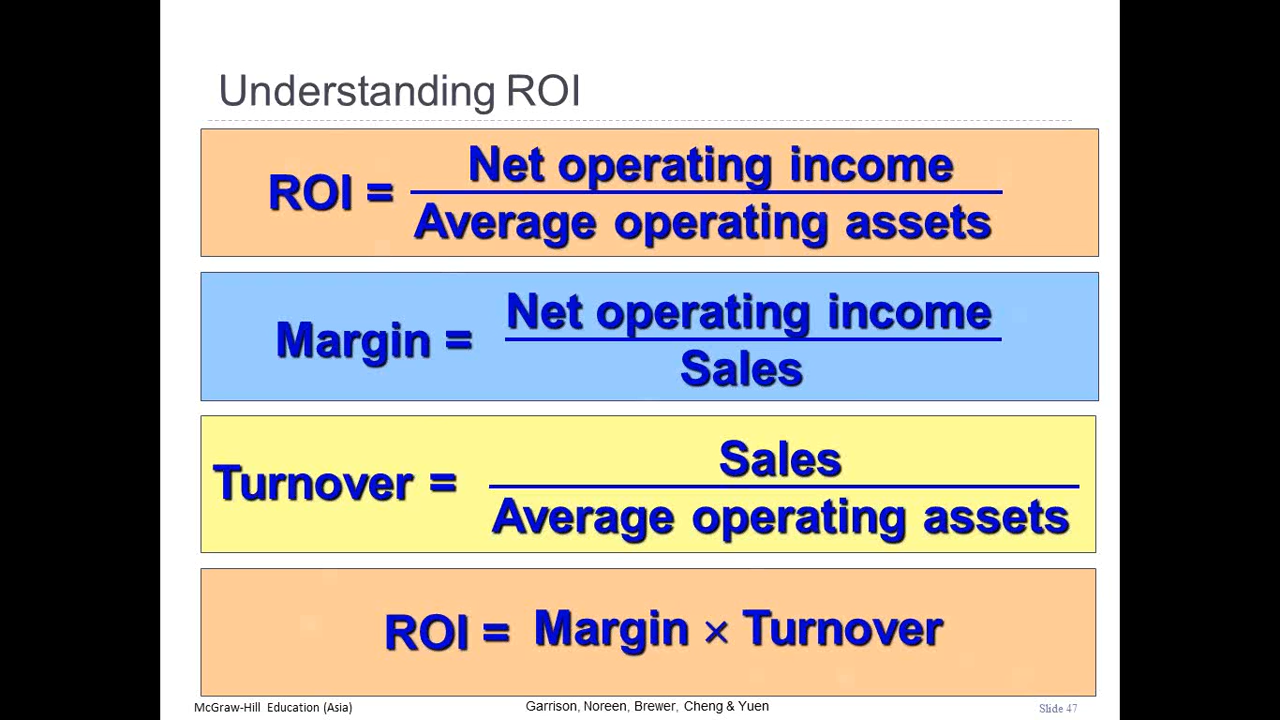 Understanding ROI
Net operating income
ROI =
Average operating assets
Net operating income
Margin =
Sales
Sales
Turnover =
Average operating assets
ROI = Margin × Turnover
McGraw-Hill Education (Asia)
Garrison, Noreen, Brewer, Cheng & Yuen
Slide 47